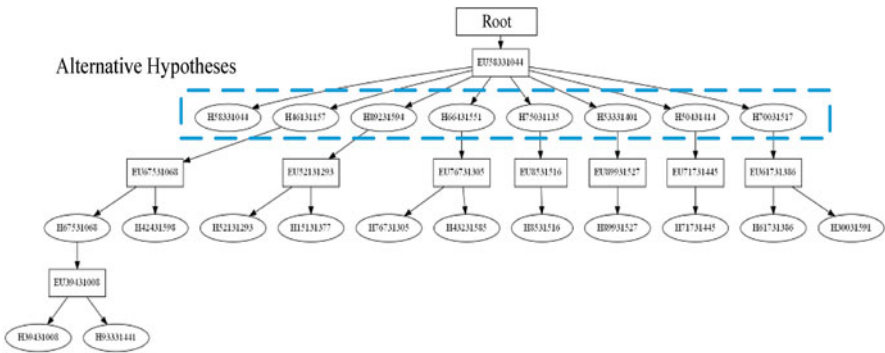 Root
EU58331044
Alternative Hypotheses
H58331044 H46131157 H89231594 H66431551 H75031135 H53331401 H50431414 H70031517
EU67531068 EU52131293 EU76731305 EU8531516 EU89931527 EU71731445 EU61731386
H67531068 H42431598 H52131293 H15131377 H76731305 H43231585 H8531516 H89931527 H71731445 H61731386 H30031591
EU39431008
H39431008 H93331441